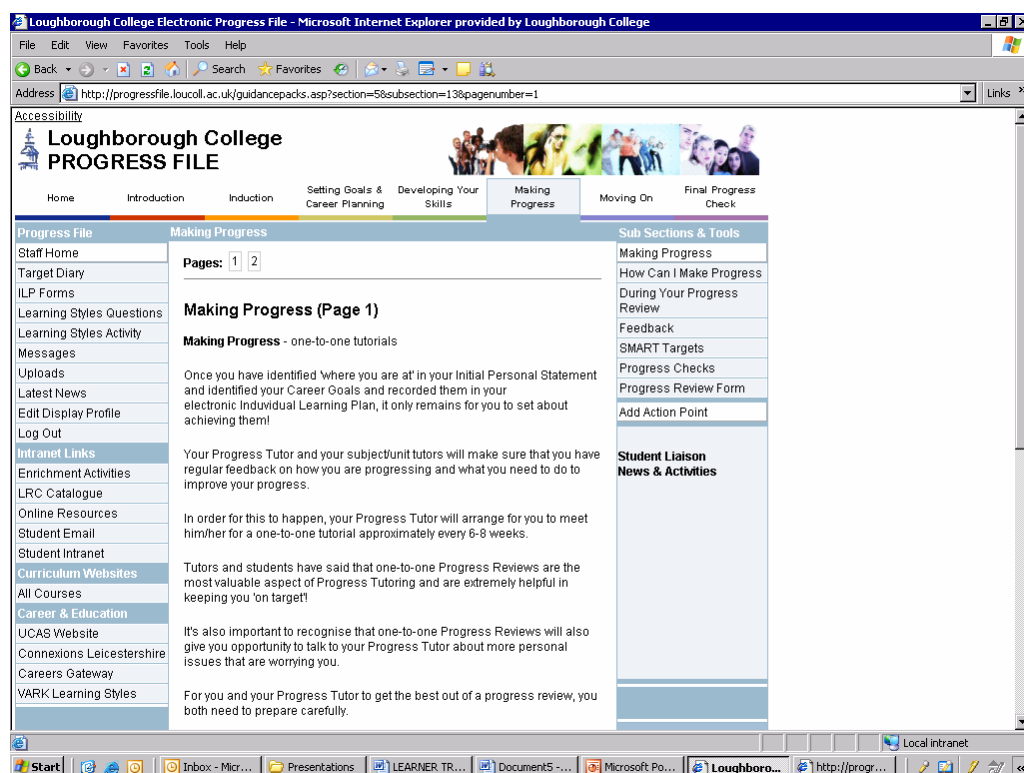 Loughborough College Electronic Progress File - Microsoft Internet Explorer provided by Loughborough College
File Edit View Favorites Tools Help
Back Search Favorites
Address http://progressfile.loucoll.ac.uk/guidancepacks.asp?section=5&subsection=13&pagenumber=1 Links »
Accessibility
Loughborough College
PROGRESS FILE
Home Introduction Induction Setting Goals & Career Planning Developing Your Skills Making Progress Moving On Final Progress Check
Progress File
Staff Home
Target Diary
ILP Forms
Learning Styles Questions
Learning Styles Activity
Messages
Uploads
Latest News
Edit Display Profile
Log Out
Intranet Links
Enrichment Activities
LRC Catalogue
Online Resources
Student Email
Student Intranet
Curriculum Websites
All Courses
Career & Education
UCAS Website
Connexions Leicestershire
Careers Gateway
VARK Learning Styles
Making Progress
Pages: 1 2
Making Progress (Page 1)
Making Progress - one-to-one tutorials
Once you have identified 'where you are at' in your Initial Personal Statement
and identified your Career Goals and recorded them in your
electronic Induvidual Learning Plan, it only remains for you to set about
achieving them!
Your Progress Tutor and your subject/unit tutors will make sure that you have
regular feedback on how you are progressing and what you need to do to
improve your progress.
In order for this to happen, your Progress Tutor will arrange for you to meet
him/her for a one-to-one tutorial approximately every 6-8 weeks.
Tutors and students have said that one-to-one Progress Reviews are the
most valuable aspect of Progress Tutoring and are extremely helpful in
keeping you 'on target'!
It's also important to recognise that one-to-one Progress Reviews will also
give you opportunity to talk to your Progress Tutor about more personal
issues that are worrying you.
For you and your Progress Tutor to get the best out of a progress review, you
both need to prepare carefully.
Sub Sections & Tools
Making Progress
How Can I Make Progress
During Your Progress
Review
Feedback
SMART Targets
Progress Checks
Progress Review Form
Add Action Point
Student Liaison
News & Activities
Local intranet
Start Inbox - Micr... Presentations LEARNER TR... Document5 -... Microsoft Po... Loughboro... http://progr... «